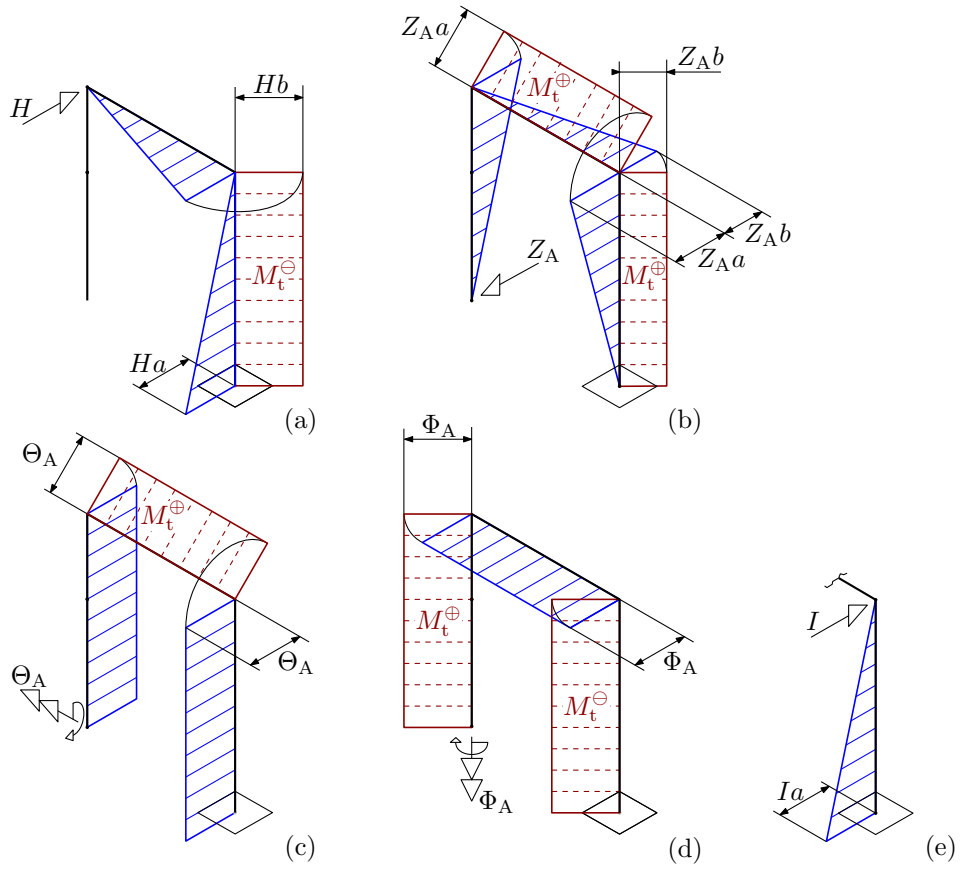 H
Hb
M_t^⊖
Ha
(a)
Z_A a
Z_A b
M_t^⊕
Z_A
Z_A b
Z_A a
M_t^⊕
(b)
Θ_A
M_t^⊕
Θ_A
Θ_A
(c)
Φ_A
M_t^⊕
Φ_A
M_t^⊖
Φ_A
(d)
I
Ia
(e)